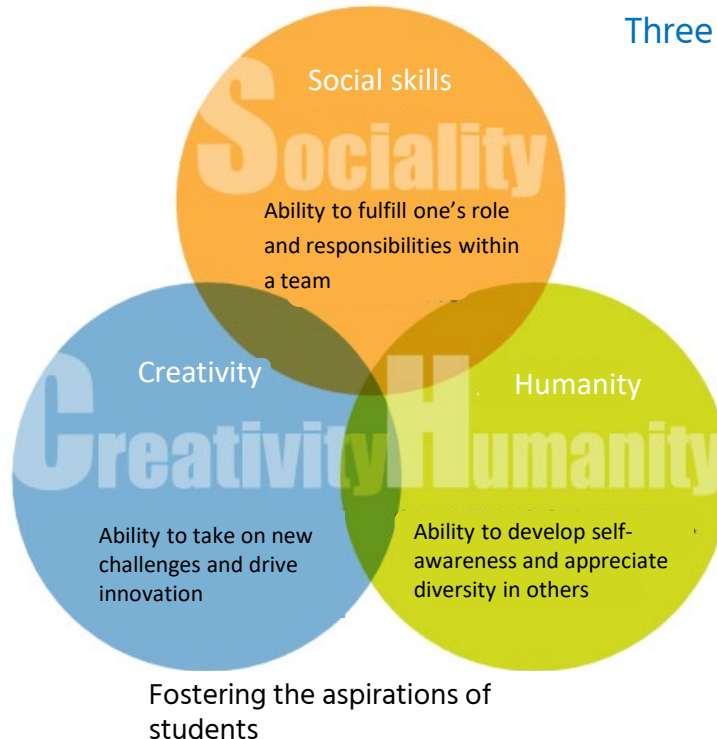 Three
Social skills
Sociality
Ability to fulfill one’s role
and responsibilities within
a team
Creativity
Creativity
Ability to take on new
challenges and drive
innovation
Humanity
Humanity
Ability to develop self-
awareness and appreciate
diversity in others
Fostering the aspirations of
students